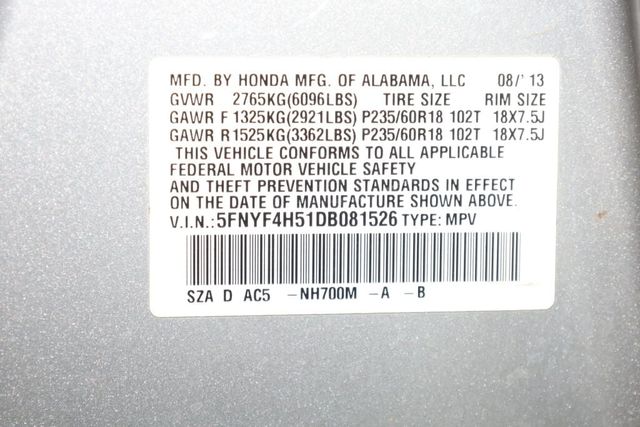 MFD. BY HONDA MFG. OF ALABAMA, LLC 08/'13
GVWR 2765KG(6096LBS) TIRE SIZE RIM SIZE
GAWR F 1325KG(2921LBS) P235/60R18 102T 18X7.5J
GAWR R 1525KG(3362LBS) P235/60R18 102T 18X7.5J
THIS VEHICLE CONFORMS TO ALL APPLICABLE
FEDERAL MOTOR VEHICLE SAFETY
AND THEFT PREVENTION STANDARDS IN EFFECT
ON THE DATE OF MANUFACTURE SHOWN ABOVE.
V.I.N.:5FNYF4H51DB081526 TYPE: MPV
SZA D AC5 -NH700M -A -B